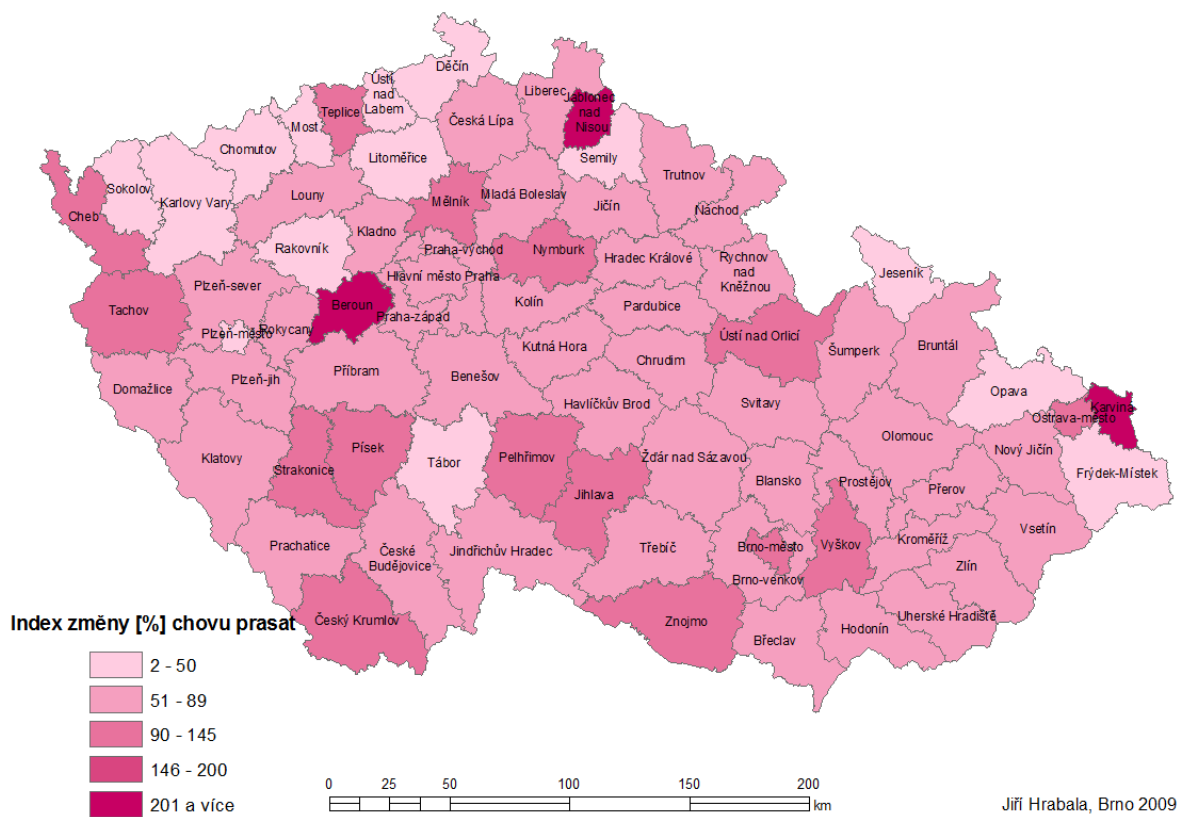 Děčín
Ústí
nad
Labem
Teplice
Liberec
Jablonec
nad
Nisou
Most
Česká Lípa
Chomutov
Litoměřice
Semily
Sokolov
Karlovy Vary
Louny
Mělník
Mladá Boleslav
Jičín
Trutnov
Náchod
Cheb
Kladno
Rakovník
Praha-východ
Nymburk
Hradec Králové
Rychnov
nad
Kněžnou
Jeseník
Hlavní město Praha
Plzeň-sever
Tachov
Beroun
Kolín
Pardubice
Praha-západ
Rokycany
Plzeň-město
Ústí nad Orlicí
Šumperk
Bruntál
Kutná Hora
Chrudim
Příbram
Benešov
Plzeň-jih
Domažlice
Opava
Karviná
Ostrava-město
Havlíčkův Brod
Svitavy
Olomouc
Nový Jičín
Klatovy
Strakonice
Písek
Tábor
Pelhřimov
Žďár nad Sázavou
Frýdek-Místek
Jihlava
Blansko
Prostějov
Přerov
Vsetín
Prachatice
České
Budějovice
Jindřichův Hradec
Třebíč
Brno-město
Vyškov
Kroměříž
Zlín
Brno-venkov
Český Krumlov
Znojmo
Břeclav
Hodonín
Uherské Hradiště
Index změny [%] chovu prasat
2 - 50
51 - 89
90 - 145
146 - 200
201 a více
0 25 50 100 150 200
km
Jiří Hrabala, Brno 2009